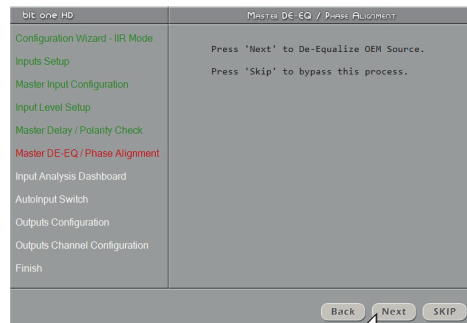 bit one HD
Master DE-EQ / Phase Alignment
Configuration Wizard - IIR Mode
Inputs Setup
Master Input Configuration
Input Level Setup
Master Delay / Polarity Check
Master DE-EQ / Phase Alignment
Input Analysis Dashboard
AutoInput Switch
Outputs Configuration
Outputs Channel Configuration
Finish
Press 'Next' to De-Equalize OEM Source.
Press 'Skip' to bypass this process.
Back
Next
SKIP